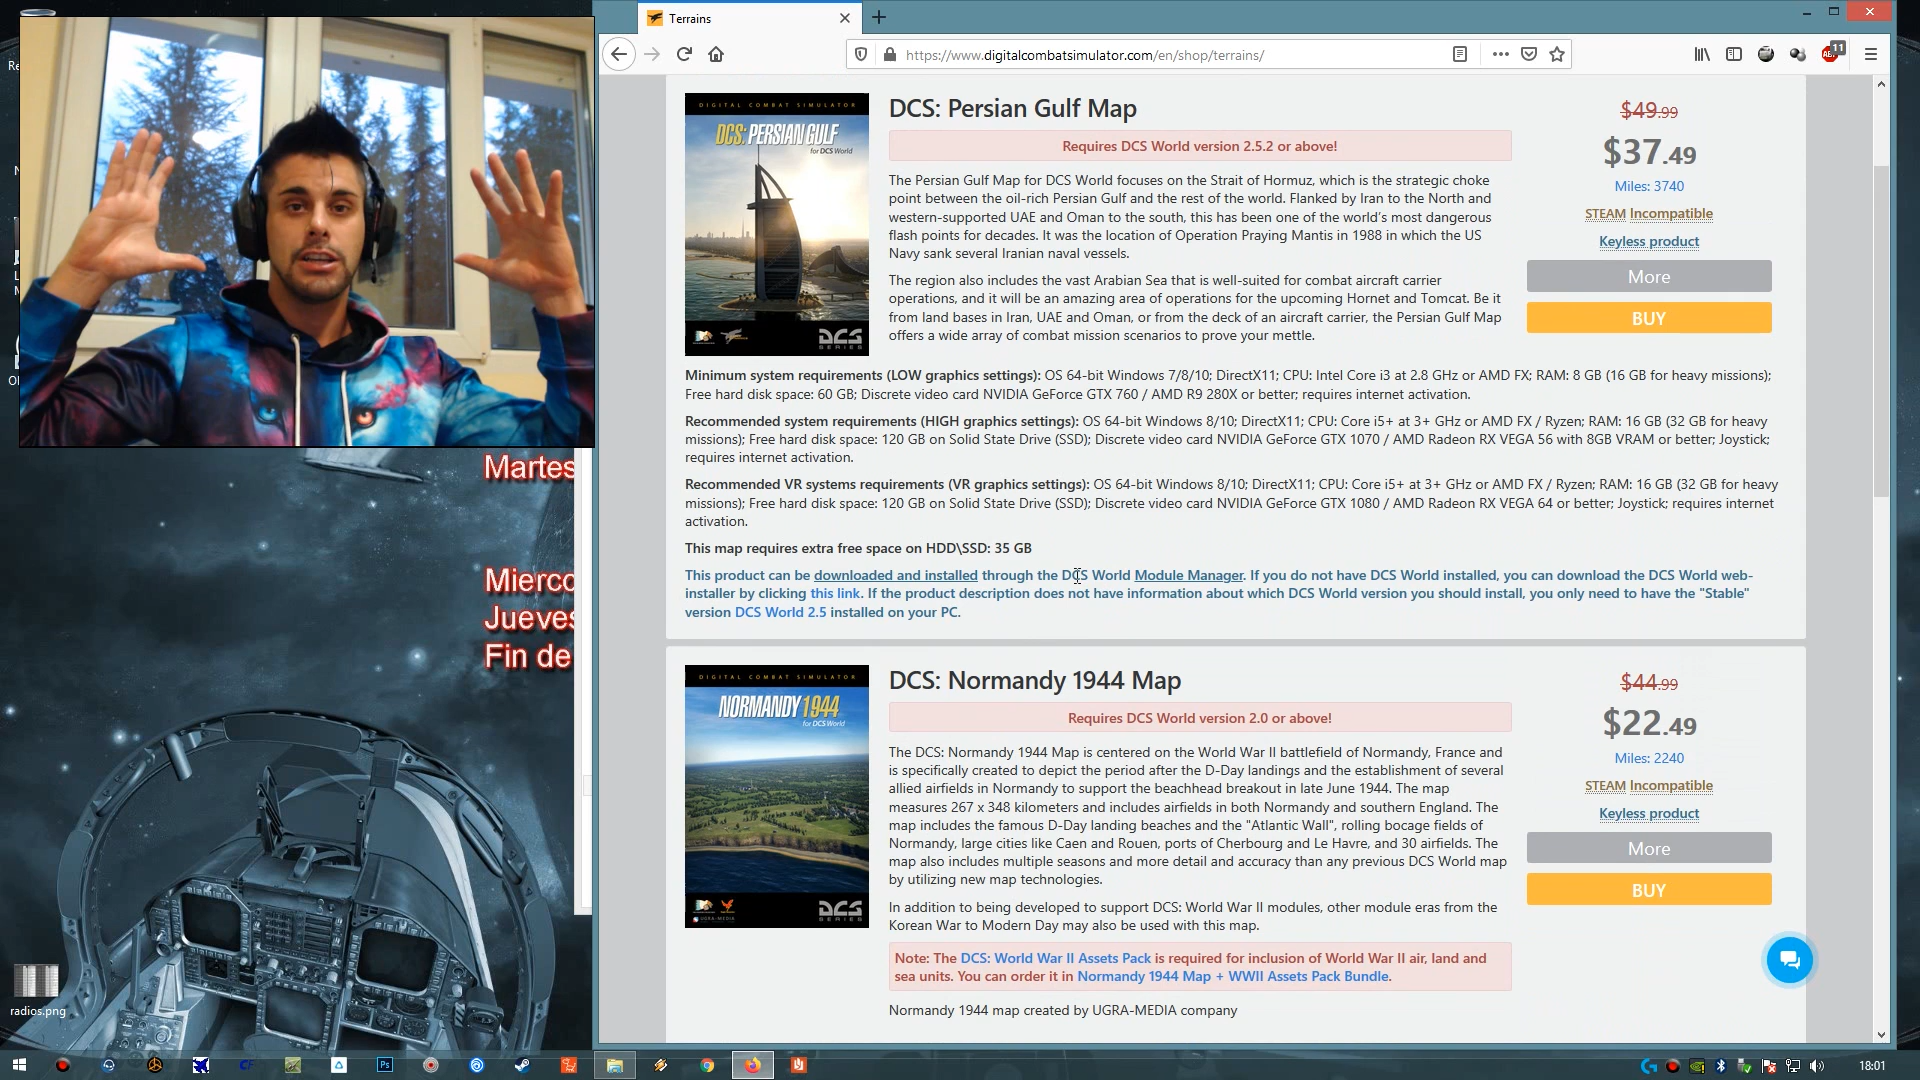 Terrains
https://www.digitalcombatsimulator.com/en/shop/terrains/
11
DIGITAL COMBAT SIMULATOR
DCS: PERSIAN GULF
for DCS World
DCS
SERIES
DCS: Persian Gulf Map
Requires DCS World version 2.5.2 or above!
The Persian Gulf Map for DCS World focuses on the Strait of Hormuz, which is the strategic choke
point between the oil-rich Persian Gulf and the rest of the world. Flanked by Iran to the North and
western-supported UAE and Oman to the south, this has been one of the world's most dangerous
flash points for decades. It was the location of Operation Praying Mantis in 1988 in which the US
Navy sank several Iranian naval vessels.
The region also includes the vast Arabian Sea that is well-suited for combat aircraft carrier
operations, and it will be an amazing area of operations for the upcoming Hornet and Tomcat. Be it
from land bases in Iran, UAE and Oman, or from the deck of an aircraft carrier, the Persian Gulf Map
offers a wide array of combat mission scenarios to prove your mettle.
$49.99
$37.49
Miles: 3740
STEAM Incompatible
Keyless product
More
BUY
Minimum system requirements (LOW graphics settings): OS 64-bit Windows 7/8/10; DirectX11; CPU: Intel Core i3 at 2.8 GHz or AMD FX; RAM: 8 GB (16 GB for heavy missions);
Free hard disk space: 60 GB; Discrete video card NVIDIA GeForce GTX 760 / AMD R9 280X or better; requires internet activation.
Recommended system requirements (HIGH graphics settings): OS 64-bit Windows 8/10; DirectX11; CPU: Core i5+ at 3+ GHz or AMD FX / Ryzen; RAM: 16 GB (32 GB for heavy
missions); Free hard disk space: 120 GB on Solid State Drive (SSD); Discrete video card NVIDIA GeForce GTX 1070 / AMD Radeon RX VEGA 56 with 8GB VRAM or better; Joystick;
requires internet activation.
Recommended VR systems requirements (VR graphics settings): OS 64-bit Windows 8/10; DirectX11; CPU: Core i5+ at 3+ GHz or AMD FX / Ryzen; RAM: 16 GB (32 GB for heavy
missions); Free hard disk space: 120 GB on Solid State Drive (SSD); Discrete video card NVIDIA GeForce GTX 1080 / AMD Radeon RX VEGA 64 or better; Joystick; requires internet
activation.
This map requires extra free space on HDD\SSD: 35 GB
This product can be downloaded and installed through the DCS World Module Manager. If you do not have DCS World installed, you can download the DCS World web-
installer by clicking this link. If the product description does not have information about which DCS World version you should install, you only need to have the "Stable"
version DCS World 2.5 installed on your PC.
DIGITAL COMBAT SIMULATOR
NORMANDY 1944
for DCS World
UGRA-MEDIA
DCS
SERIES
DCS: Normandy 1944 Map
Requires DCS World version 2.0 or above!
The DCS: Normandy 1944 Map is centered on the World War II battlefield of Normandy, France and
is specifically created to depict the period after the D-Day landings and the establishment of several
allied airfields in Normandy to support the beachhead breakout in late June 1944. The map
measures 267 x 348 kilometers and includes airfields in both Normandy and southern England. The
map includes the famous D-Day landing beaches and the "Atlantic Wall", rolling bocage fields of
Normandy, large cities like Caen and Rouen, ports of Cherbourg and Le Havre, and 30 airfields. The
map also includes multiple seasons and more detail and accuracy than any previous DCS World map
by utilizing new map technologies.
In addition to being developed to support DCS: World War II modules, other module eras from the
Korean War to Modern Day may also be used with this map.
Note: The DCS: World War II Assets Pack is required for inclusion of World War II air, land and
sea units. You can order it in Normandy 1944 Map + WWII Assets Pack Bundle.
Normandy 1944 map created by UGRA-MEDIA company
$44.99
$22.49
Miles: 2240
STEAM Incompatible
Keyless product
More
BUY
Martes
Mierco
Jueves
Fin de
radios.png
Ps
18:01